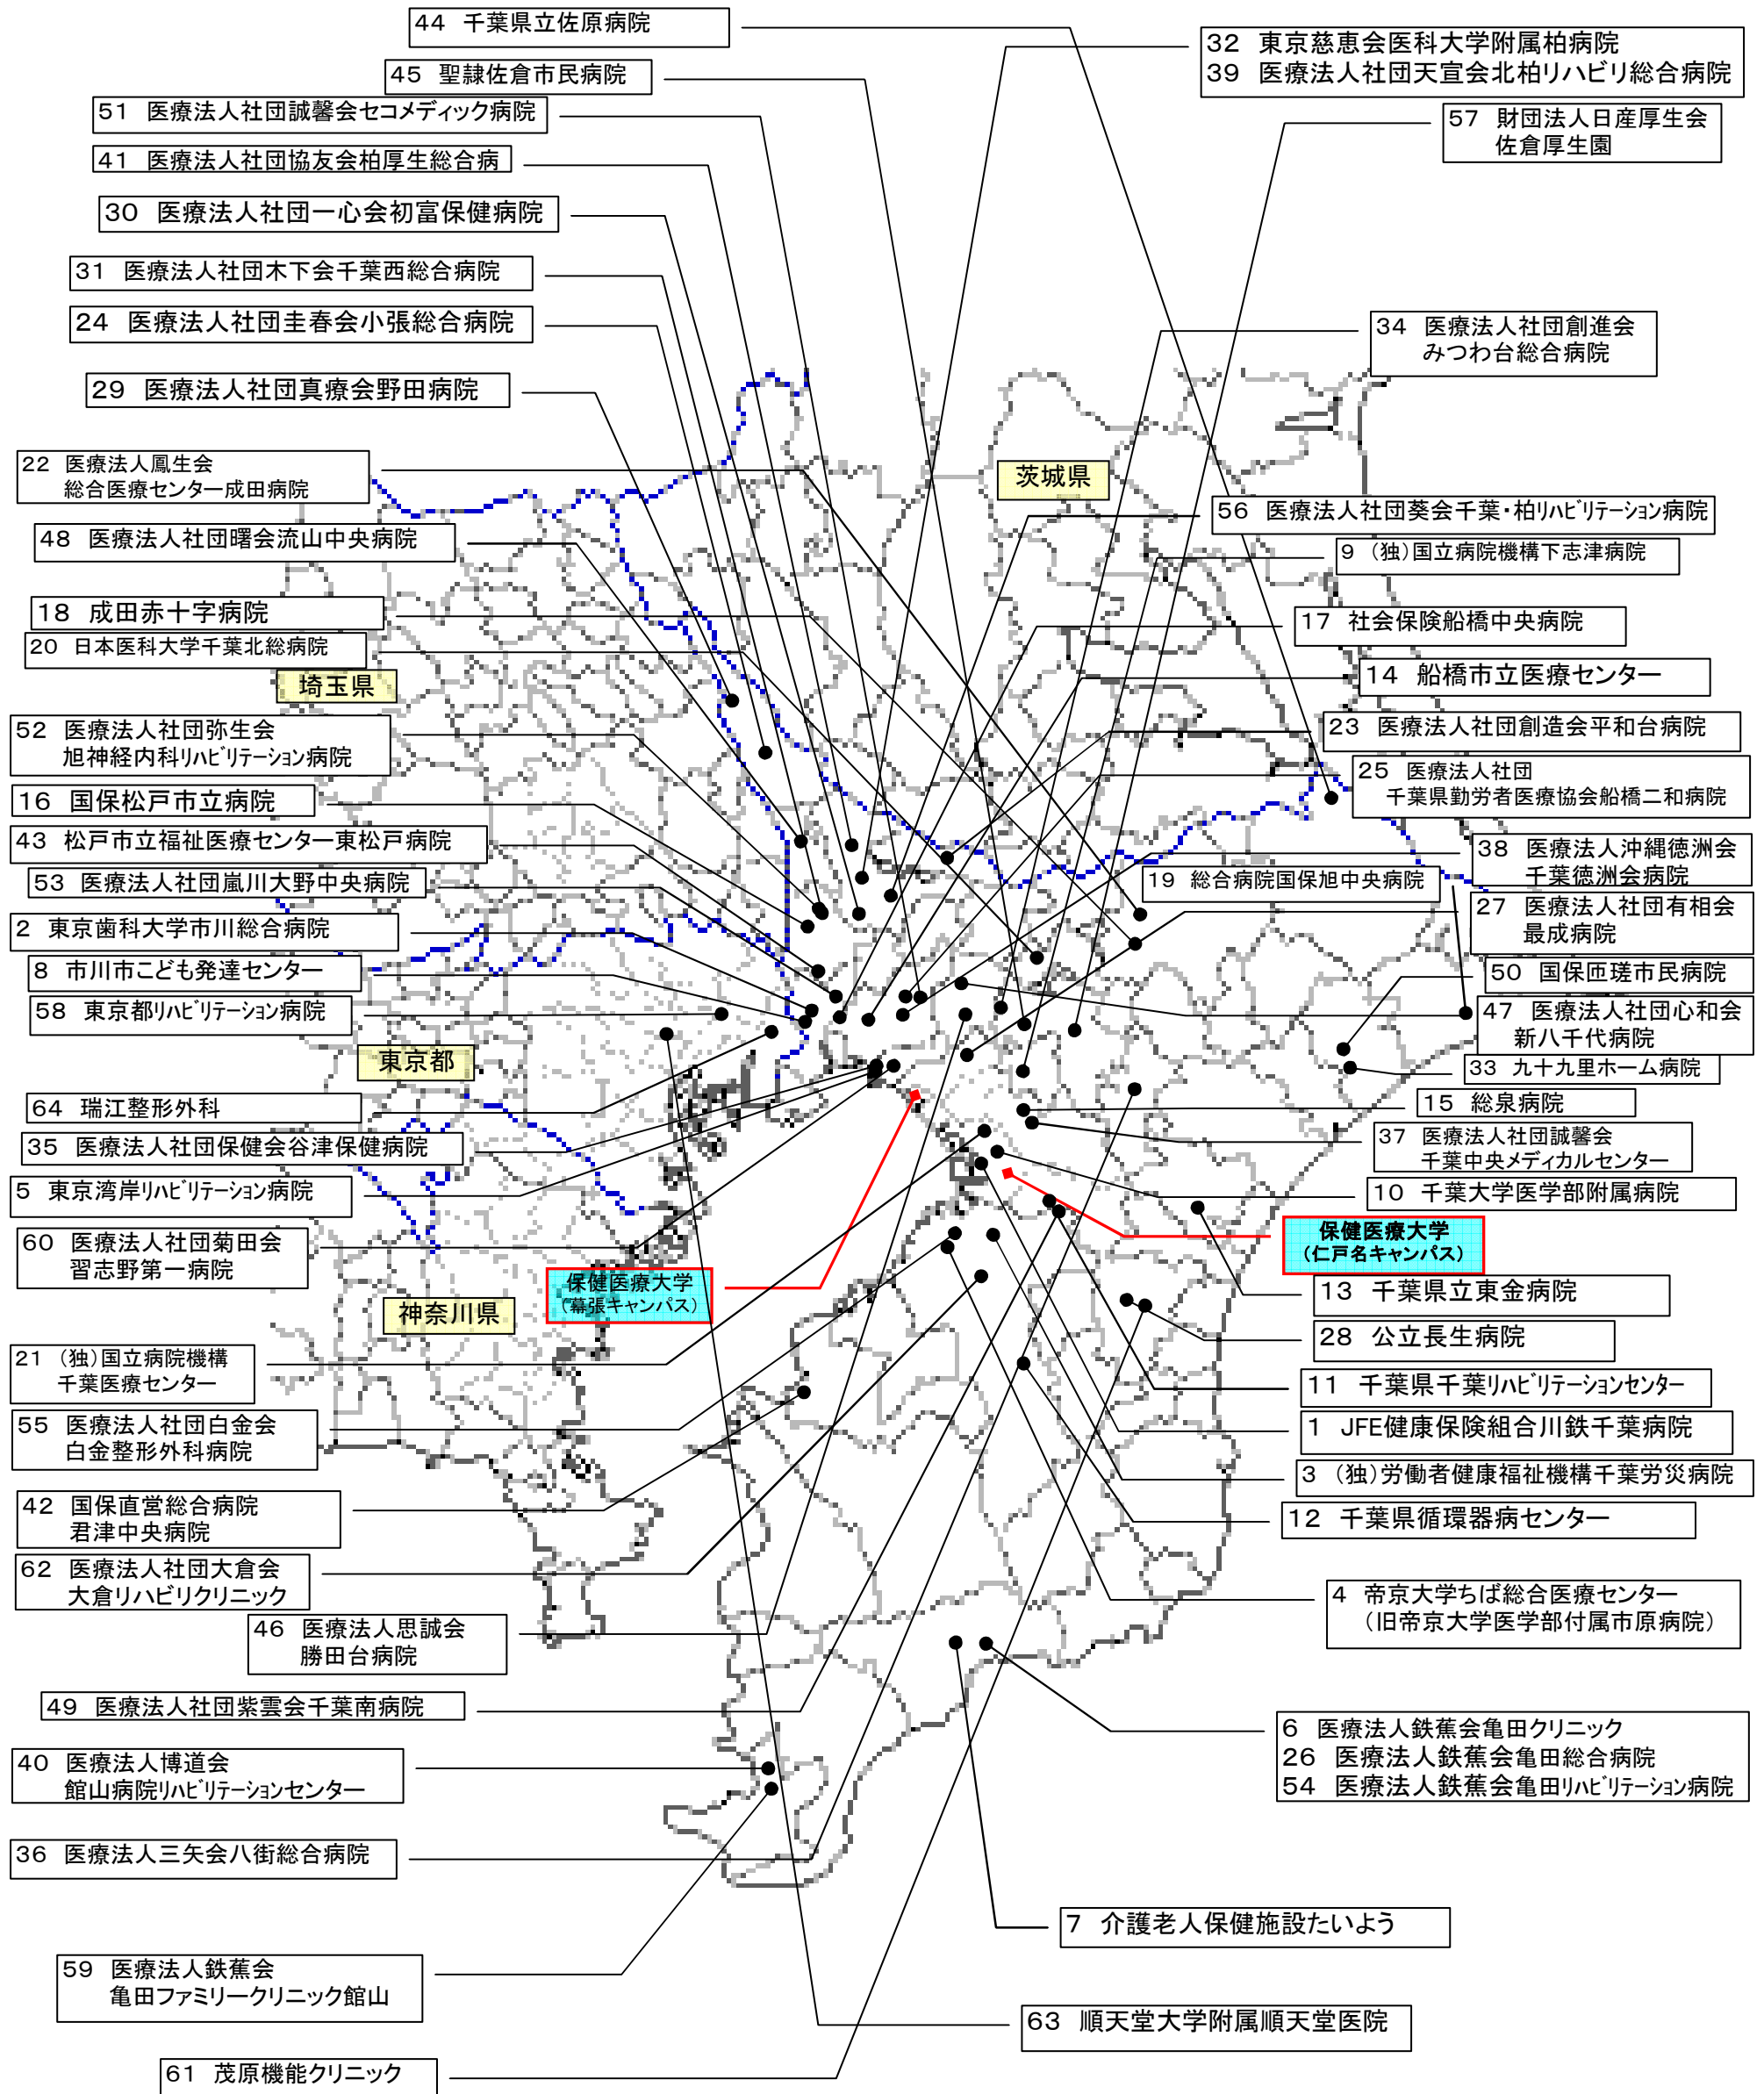 44 千葉県立佐原病院
32 東京慈恵会医科大学附属柏病院
39 医療法人社団天宣会北柏リハビリ総合病院
45 聖隷佐倉市民病院
51 医療法人社団誠馨会セコメディック病院
57 財団法人日産厚生会
佐倉厚生園
41 医療法人社団協友会柏厚生総合病
30 医療法人社団一心会初富保健病院
31 医療法人社団木下会千葉西総合病院
24 医療法人社団圭春会小張総合病院
34 医療法人社団創進会
みつわ台総合病院
29 医療法人社団真療会野田病院
22 医療法人鳳生会
総合医療センター成田病院
茨城県
56 医療法人社団葵会千葉・柏ﾘﾊﾋﾞﾘﾃｰｼｮﾝ病院
48 医療法人社団曙会流山中央病院
9 (独)国立病院機構下志津病院
18 成田赤十字病院
17 社会保険船橋中央病院
20 日本医科大学千葉北総病院
埼玉県
14 船橋市立医療センター
52 医療法人社団弥生会
旭神経内科ﾘﾊﾋﾞﾘﾃｰｼｮﾝ病院
23 医療法人社団創造会平和台病院
25 医療法人社団
千葉県勤労者医療協会船橋二和病院
16 国保松戸市立病院
43 松戸市立福祉医療センター東松戸病院
38 医療法人沖縄徳洲会
千葉徳洲会病院
53 医療法人社団嵐川大野中央病院
19 総合病院国保旭中央病院
27 医療法人社団有相会
最成病院
2 東京歯科大学市川総合病院
8 市川市こども発達センター
50 国保匝瑳市民病院
58 東京都ﾘﾊﾋﾞﾘﾃｰｼｮﾝ病院
47 医療法人社団心和会
新八千代病院
東京都
33 九十九里ホーム病院
64 瑞江整形外科
15 総泉病院
35 医療法人社団保健会谷津保健病院
37 医療法人社団誠馨会
千葉中央メディカルセンター
5 東京湾岸ﾘﾊﾋﾞﾘﾃｰｼｮﾝ病院
10 千葉大学医学部附属病院
60 医療法人社団菊田会
習志野第一病院
保健医療大学
(仁戸名キャンパス)
保健医療大学
(幕張キャンパス)
13 千葉県立東金病院
神奈川県
28 公立長生病院
21 (独)国立病院機構
千葉医療センター
11 千葉県千葉ﾘﾊﾋﾞﾘﾃｰｼｮﾝセンター
55 医療法人社団白金会
白金整形外科病院
1 JFE健康保険組合川鉄千葉病院
3 (独)労働者健康福祉機構千葉労災病院
42 国保直営総合病院
君津中央病院
12 千葉県循環器病センター
62 医療法人社団大倉会
大倉リハビリクリニック
4 帝京大学ちば総合医療センター
(旧帝京大学医学部付属市原病院)
46 医療法人思誠会
勝田台病院
49 医療法人社団紫雲会千葉南病院
6 医療法人鉄蕉会亀田クリニック
26 医療法人鉄蕉会亀田総合病院
54 医療法人鉄蕉会亀田ﾘﾊﾋﾞﾘﾃｰｼｮﾝ病院
40 医療法人博道会
館山病院ﾘﾊﾋﾞﾘﾃｰｼｮﾝセンター
36 医療法人三矢会八街総合病院
7 介護老人保健施設たいよう
59 医療法人鉄蕉会
亀田ファミリークリニック館山
63 順天堂大学附属順天堂医院
61 茂原機能クリニック